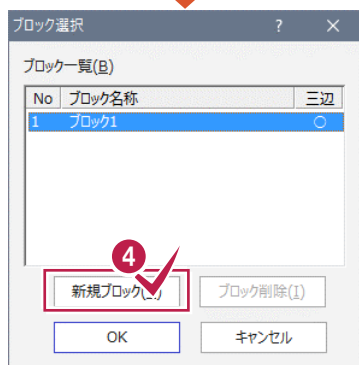 ブロック選択 ? ×
ブロック一覧(B)
No ブロック名称 三辺
1 ブロック1 ○
4
新規ブロック( ブロック削除(I)
OK キャンセル